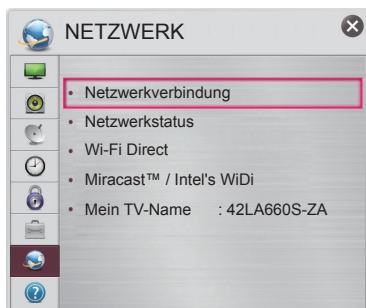 NETZWERK
• Netzwerkverbindung
• Netzwerkstatus
• Wi-Fi Direct
• Miracast™ / Intel's WiDi
• Mein TV-Name : 42LA660S-ZA